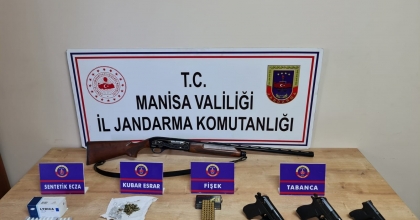 T.C.
MANİSA VALİLİĞİ
İL JANDARMA KOMUTANLIĞI
SENTETİK ECZA
KUBAR ESRAR
FİŞEK
TABANCA